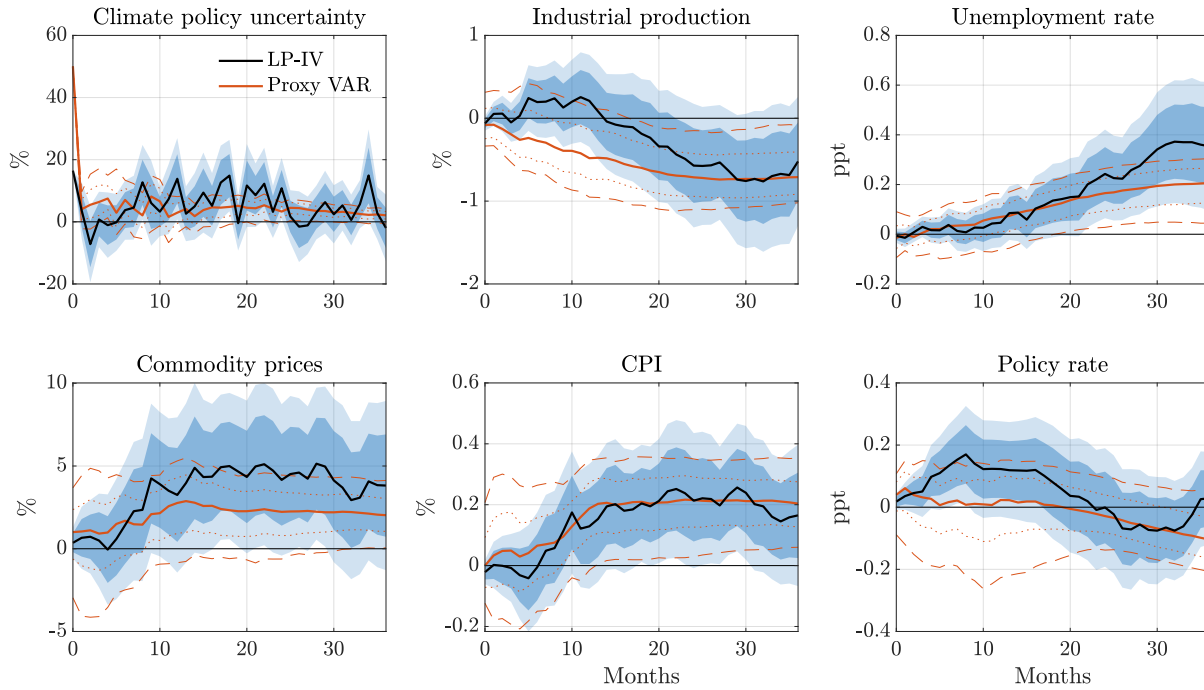 Climate policy uncertainty
60
40
20
0
-20
%
LP-IV
Proxy VAR
0 10 20 30
Industrial production
1
0
-1
-2
%
0 10 20 30
Unemployment rate
0.8
0.6
0.4
0.2
0
-0.2
ppt
0 10 20 30
Commodity prices
10
5
0
-5
%
0 10 20 30
CPI
0.6
0.4
0.2
0
-0.2
%
0 10 20 30
Months
Policy rate
0.4
0.2
0
-0.2
-0.4
ppt
0 10 20 30
Months